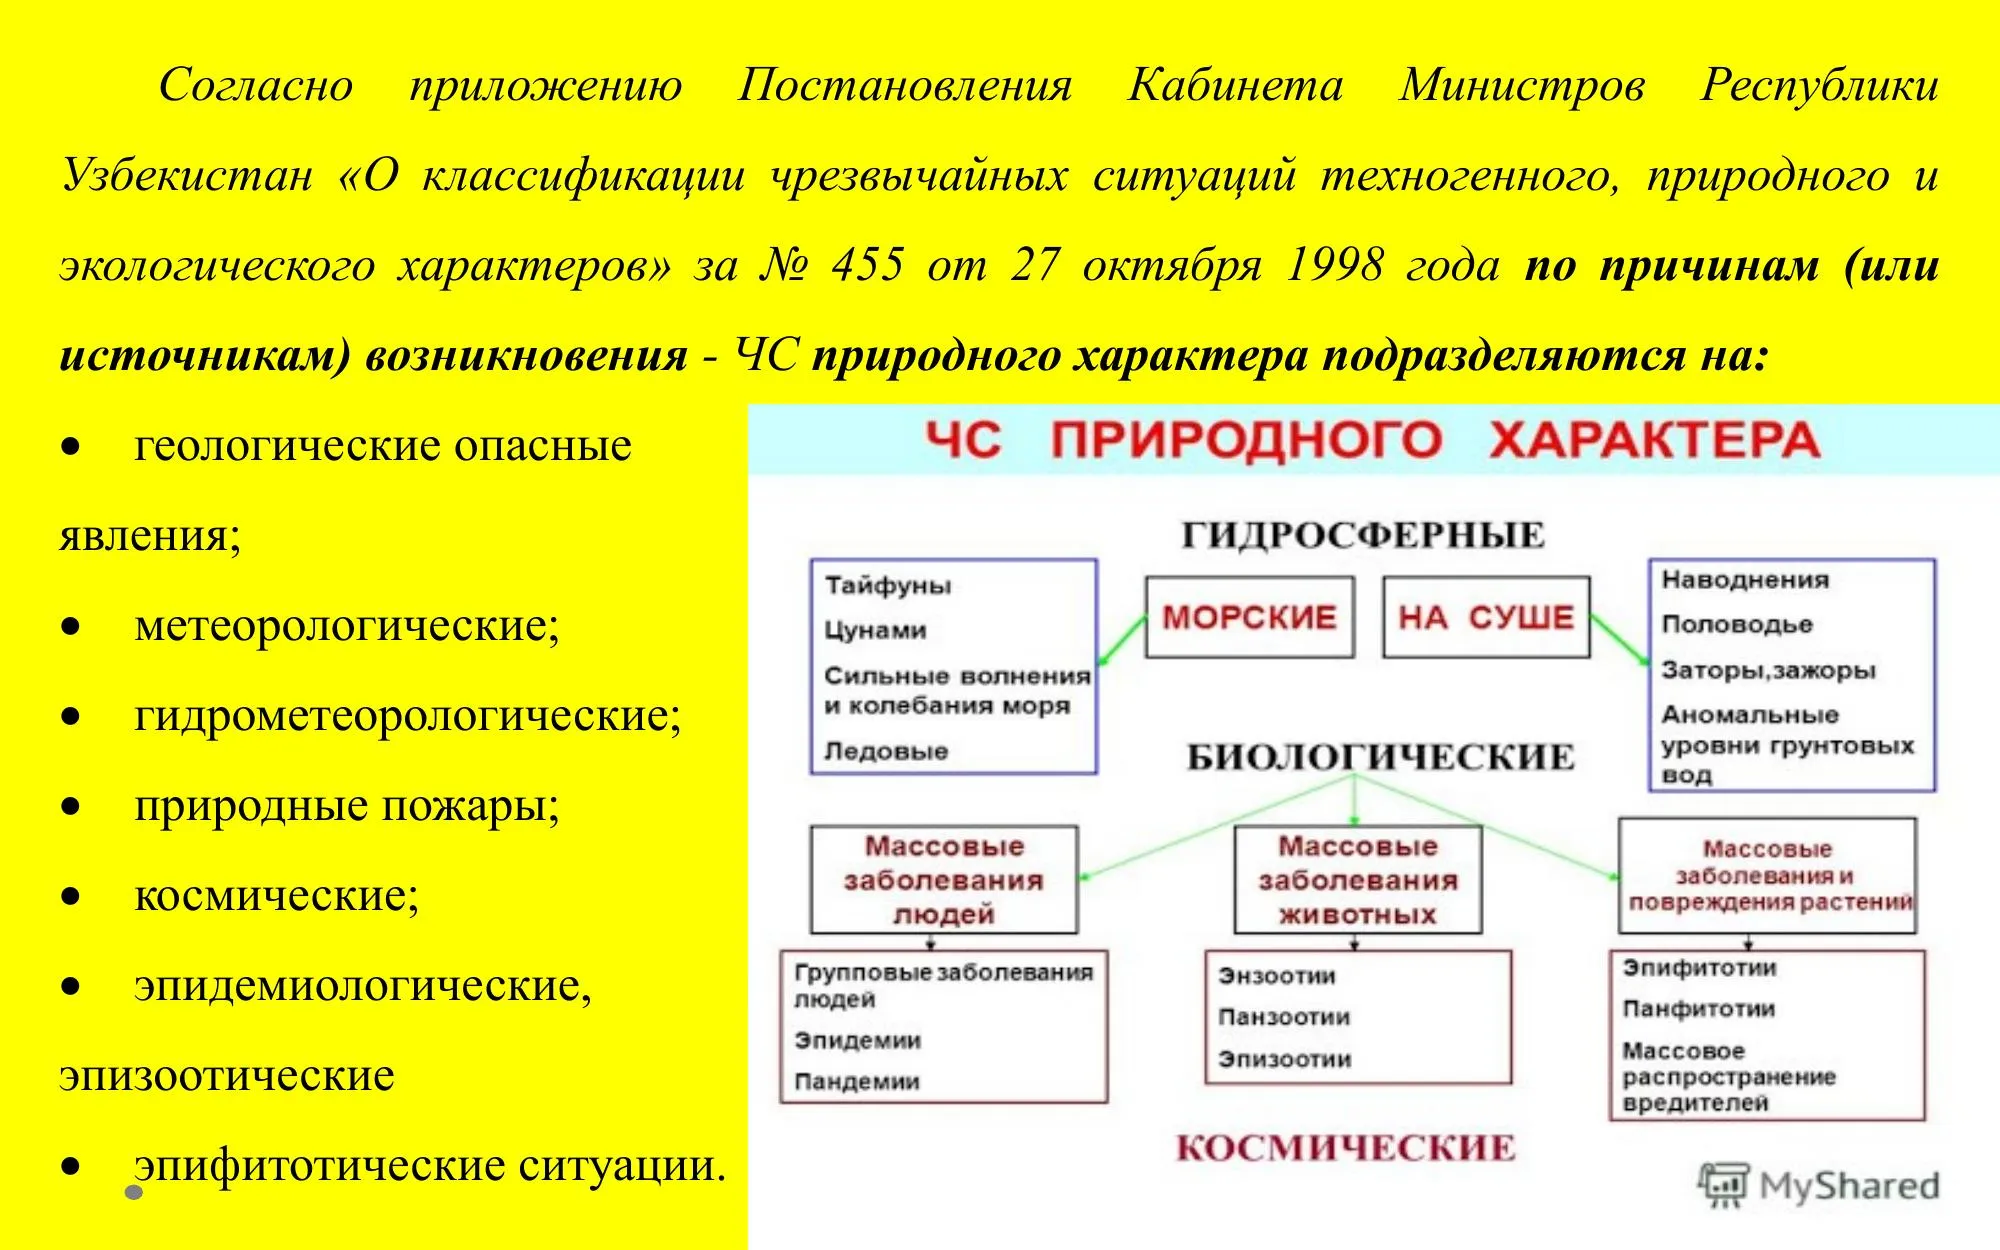 Согласно приложению Постановления Кабинета Министров Республики
Узбекистан «О классификации чрезвычайных ситуаций техногенного, природного и
экологического характеров» за № 455 от 27 октября 1998 года по причинам (или
источникам) возникновения - ЧС природного характера подразделяются на:
• геологические опасные
явления;
• метеорологические;
• гидрометеорологические;
• природные пожары;
• космические;
• эпидемиологические,
эпизоотические
• эпифитотические ситуации.
ЧС ПРИРОДНОГО ХАРАКТЕРА
ГИДРОСФЕРНЫЕ
МОРСКИЕ
НА СУШЕ
Тайфуны
Цунами
Сильные волнения
и колебания моря
Ледовые
Наводнения
Половодье
Заторы,зажоры
Аномальные
уровни грунтовых
вод
БИОЛОГИЧЕСКИЕ
Массовые
заболевания
людей
Массовые
заболевания
животных
Массовые
заболевания и
повреждения растений
Групповые заболевания
людей
Эпидемии
Пандемии
Энзоотии
Панзоотии
Эпизоотии
Эпифитотии
Панфитотии
Массовое
распространение
вредителей
КОСМИЧЕСКИЕ
MyShared